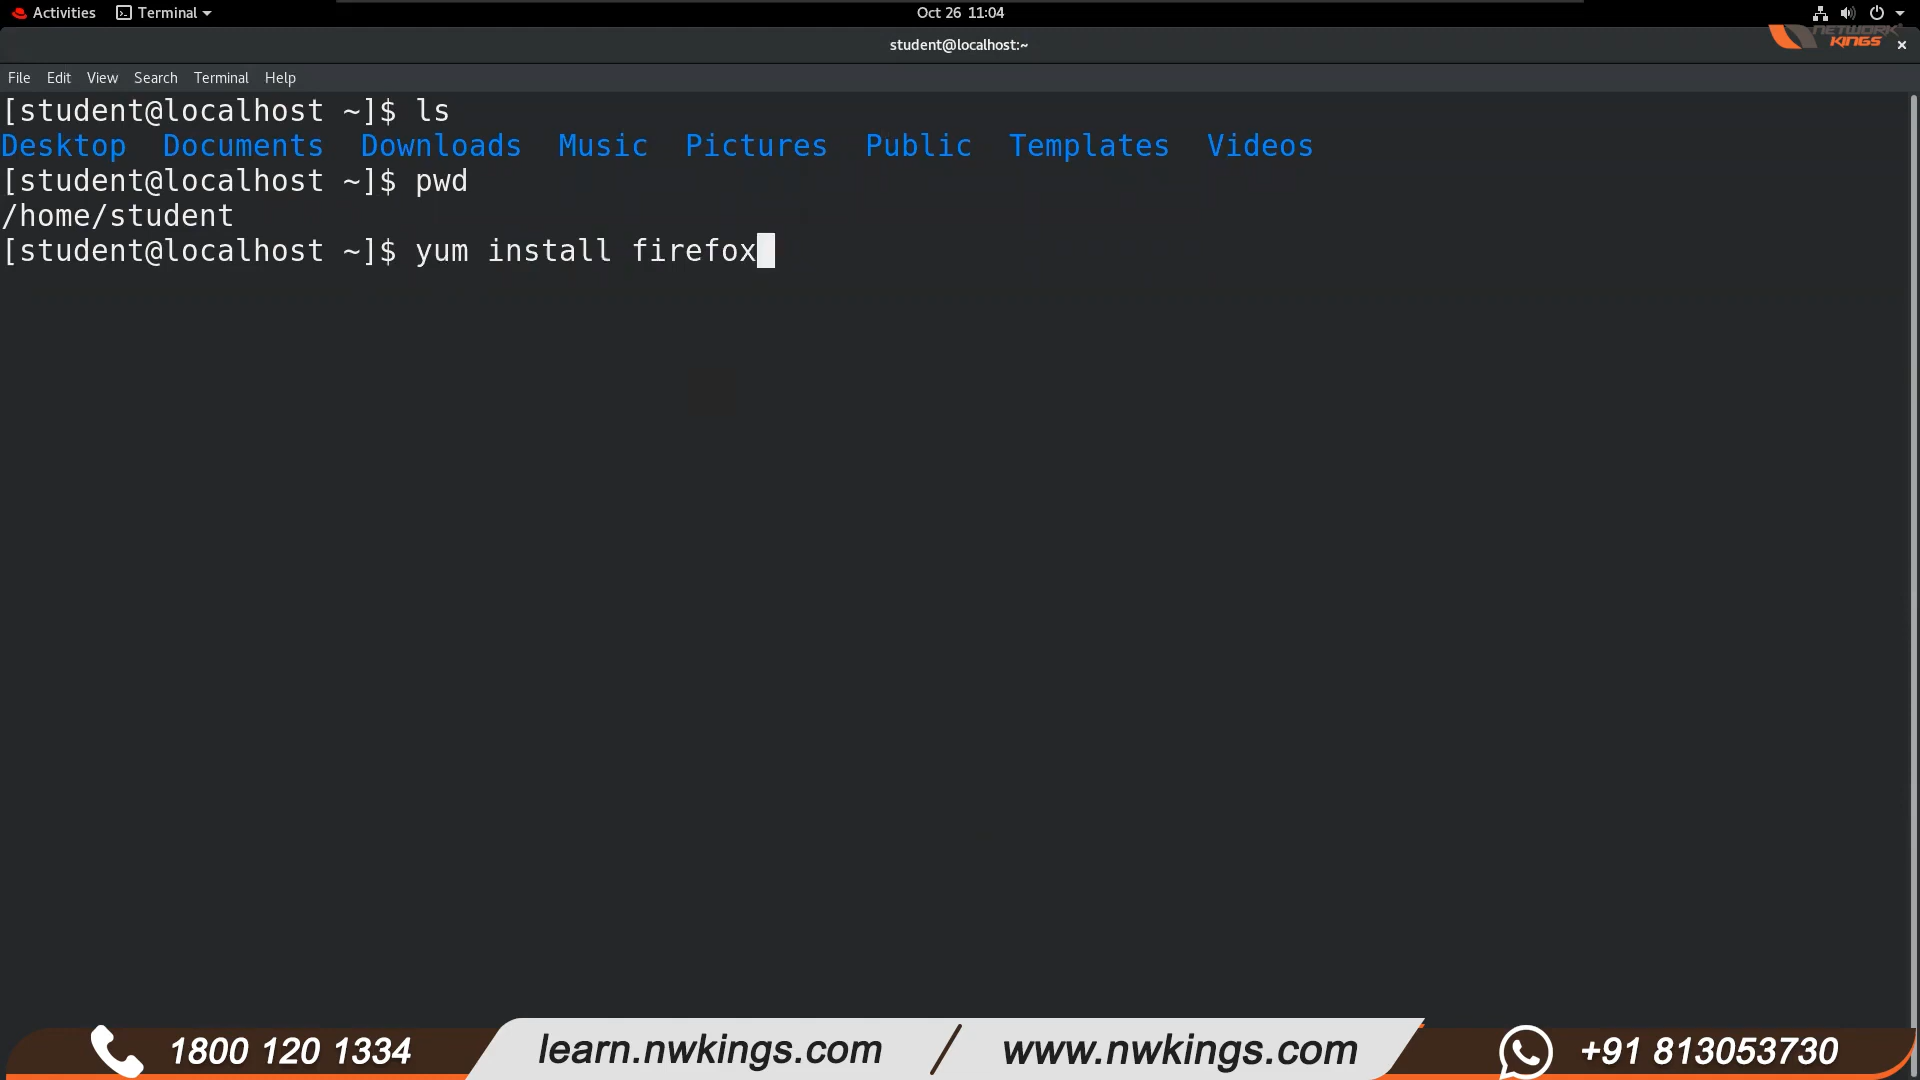 Activities Terminal Oct 26 11:04
NETWORK
KINGS
student@localhost:~
File Edit View Search Terminal Help
[student@localhost ~]$ ls
Desktop Documents Downloads Music Pictures Public Templates Videos
[student@localhost ~]$ pwd
/home/student
[student@localhost ~]$ yum install firefox
1800 120 1334 learn.nwkings.com / www.nwkings.com +91 813053730